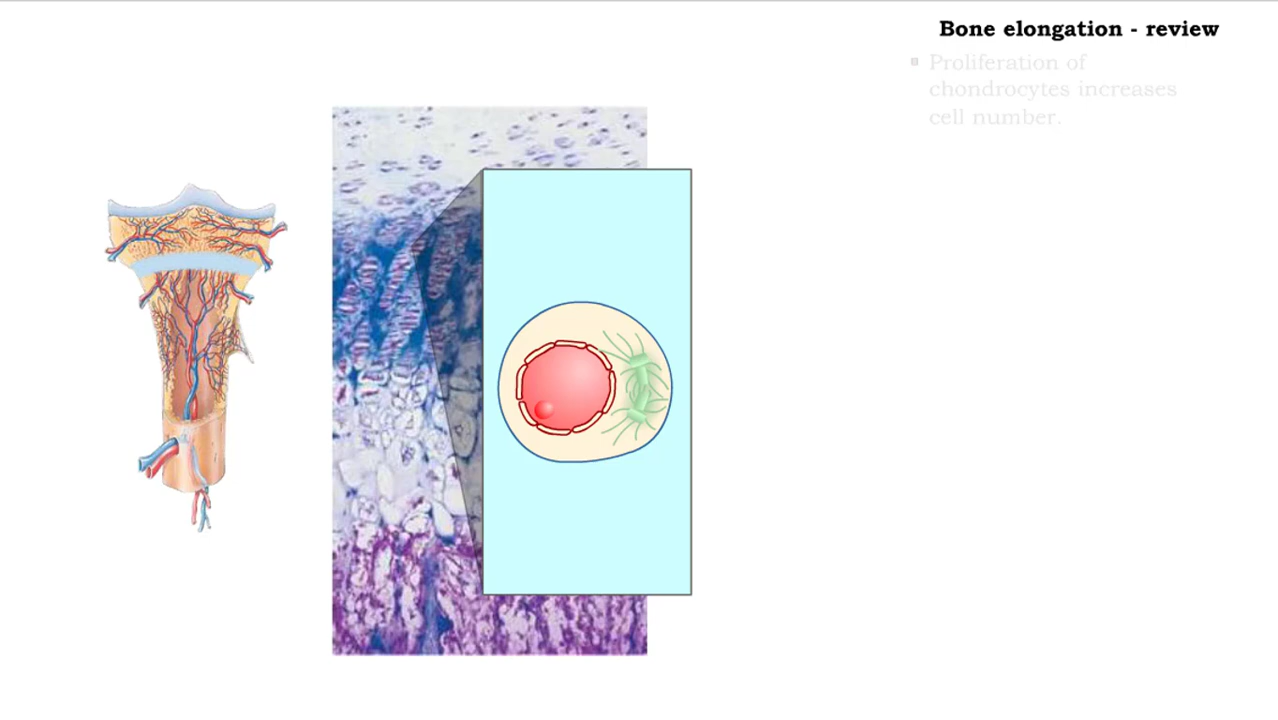 Bone elongation - review
Proliferation of
chondrocytes increases
cell number.